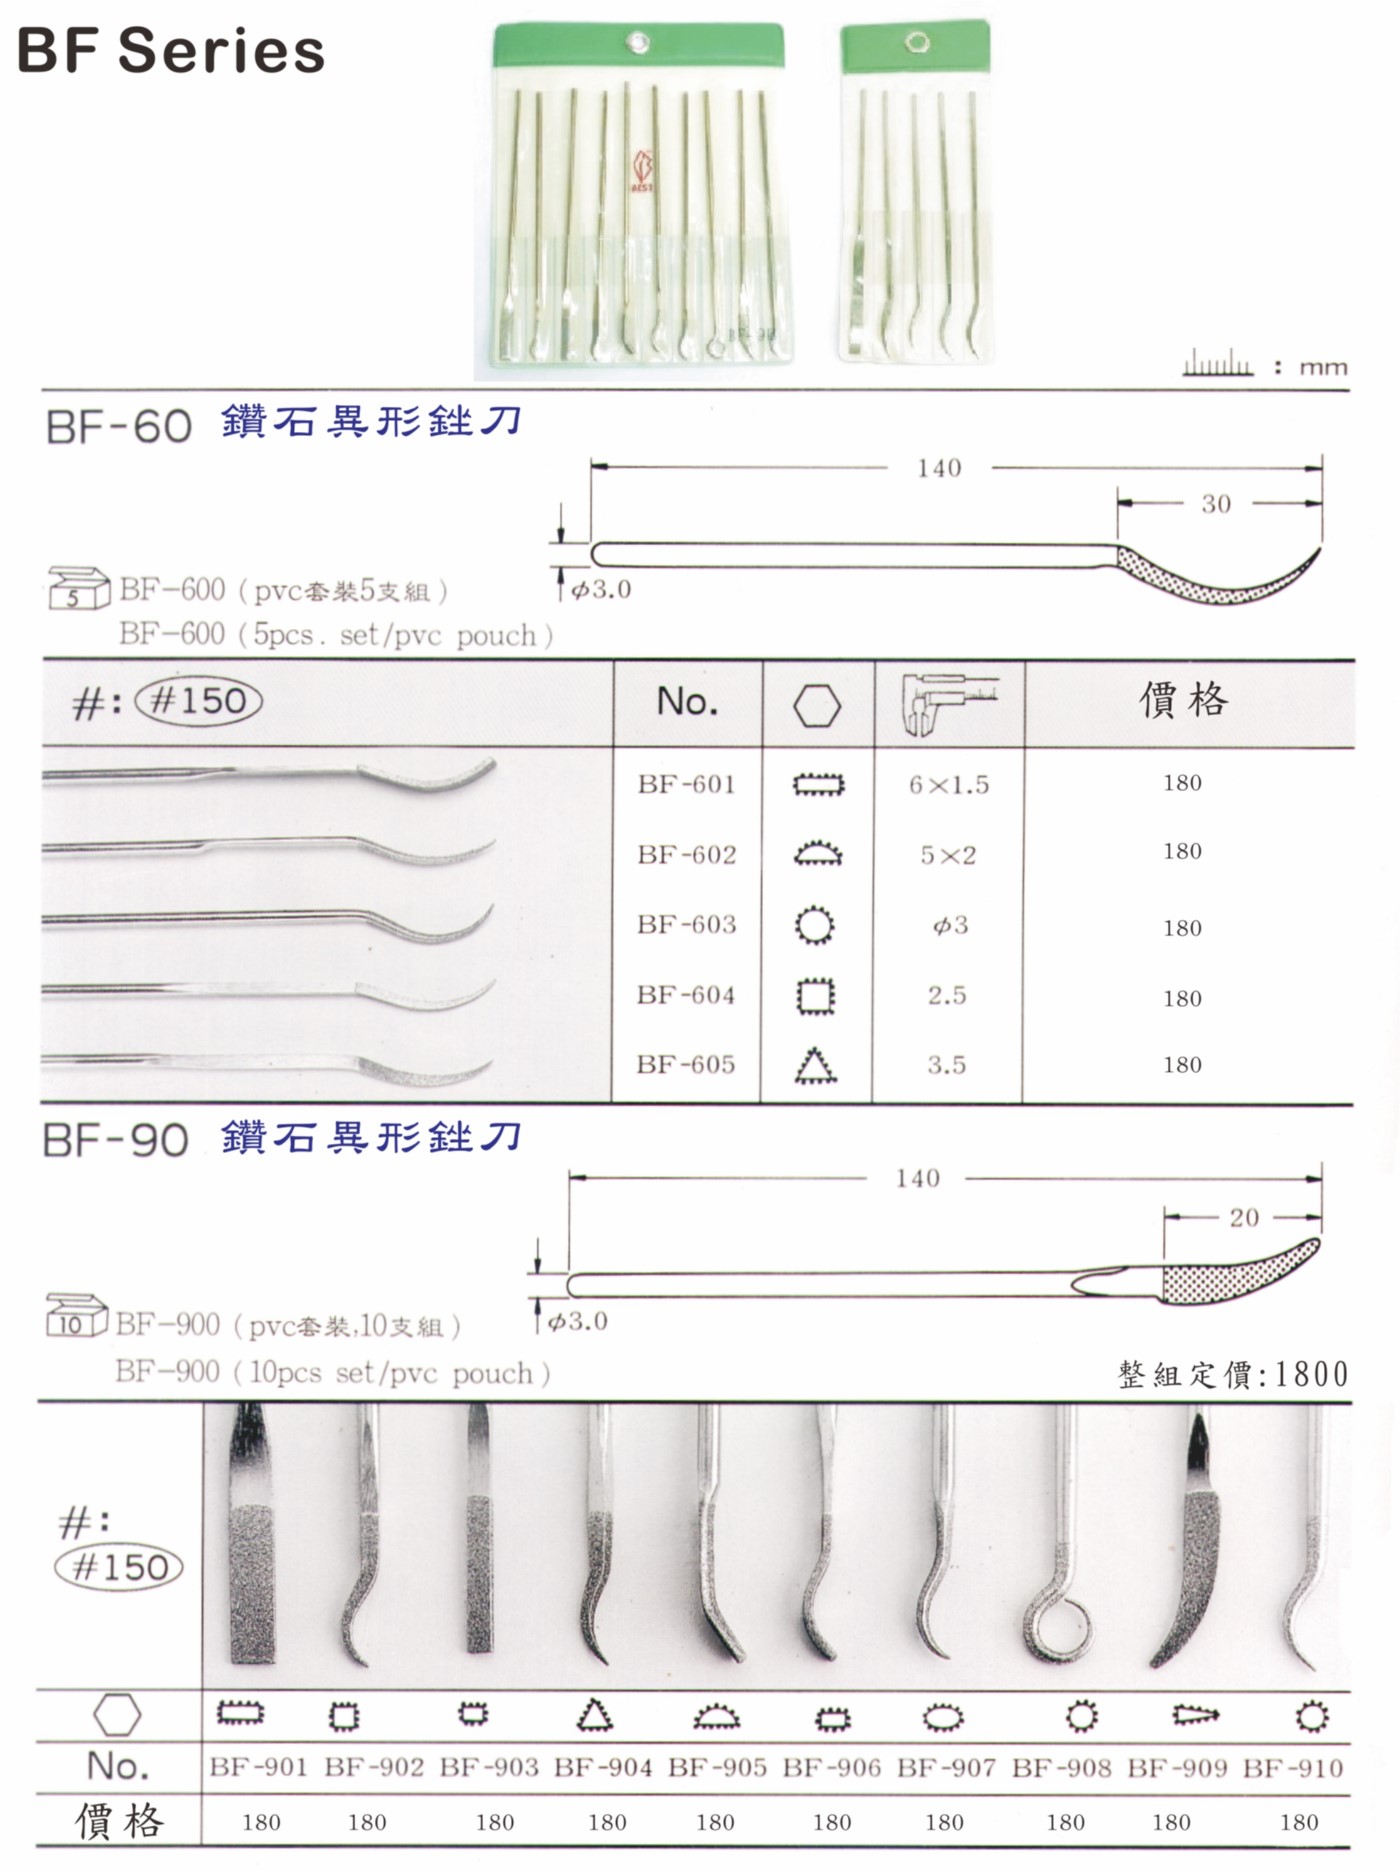 BF Series
BEST
BF-90
: mm
BF-60 鑽石異形銼刀
140
30
φ3.0
5 BF-600 (pvc套裝5支組)
BF-600 (5pcs. set/pvc pouch)
#: #150 No. 價格
BF-601 6×1.5 180
BF-602 5×2 180
BF-603 φ3 180
BF-604 2.5 180
BF-605 3.5 180
BF-90 鑽石異形銼刀
140
20
φ3.0
10 BF-900 (pvc套裝,10支組)
BF-900 (10pcs set/pvc pouch)
整組定價:1800
#:
#150
No. BF-901 BF-902 BF-903 BF-904 BF-905 BF-906 BF-907 BF-908 BF-909 BF-910
價格 180 180 180 180 180 180 180 180 180 180